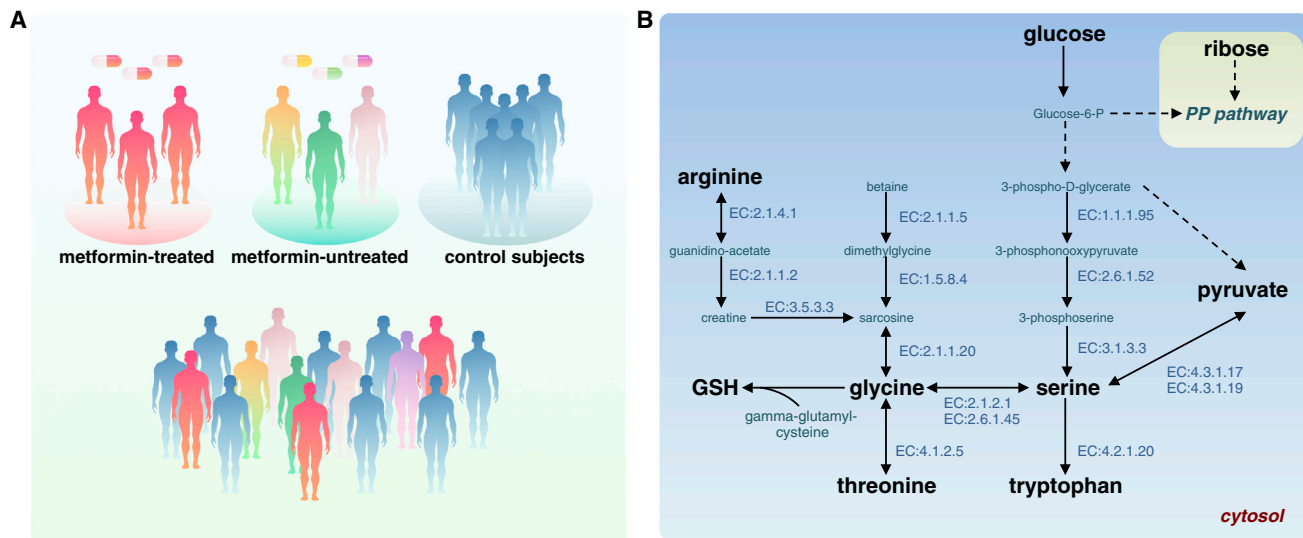 A
metformin-treated
metformin-untreated
control subjects
B
glucose
ribose
Glucose-6-P
PP pathway
arginine
betaine
3-phospho-D-glycerate
EC:2.1.4.1
EC:2.1.1.5
EC:1.1.1.95
guanidino-acetate
dimethylglycine
3-phosphonooxypyruvate
EC:2.1.1.2
EC:1.5.8.4
EC:2.6.1.52
pyruvate
creatine
EC:3.5.3.3
sarcosine
3-phosphoserine
EC:2.1.1.20
EC:3.1.3.3
EC:4.3.1.17
EC:4.3.1.19
GSH
glycine
serine
EC:2.1.2.1
EC:2.6.1.45
gamma-glutamyl-
cysteine
EC:4.1.2.5
EC:4.2.1.20
threonine
tryptophan
cytosol